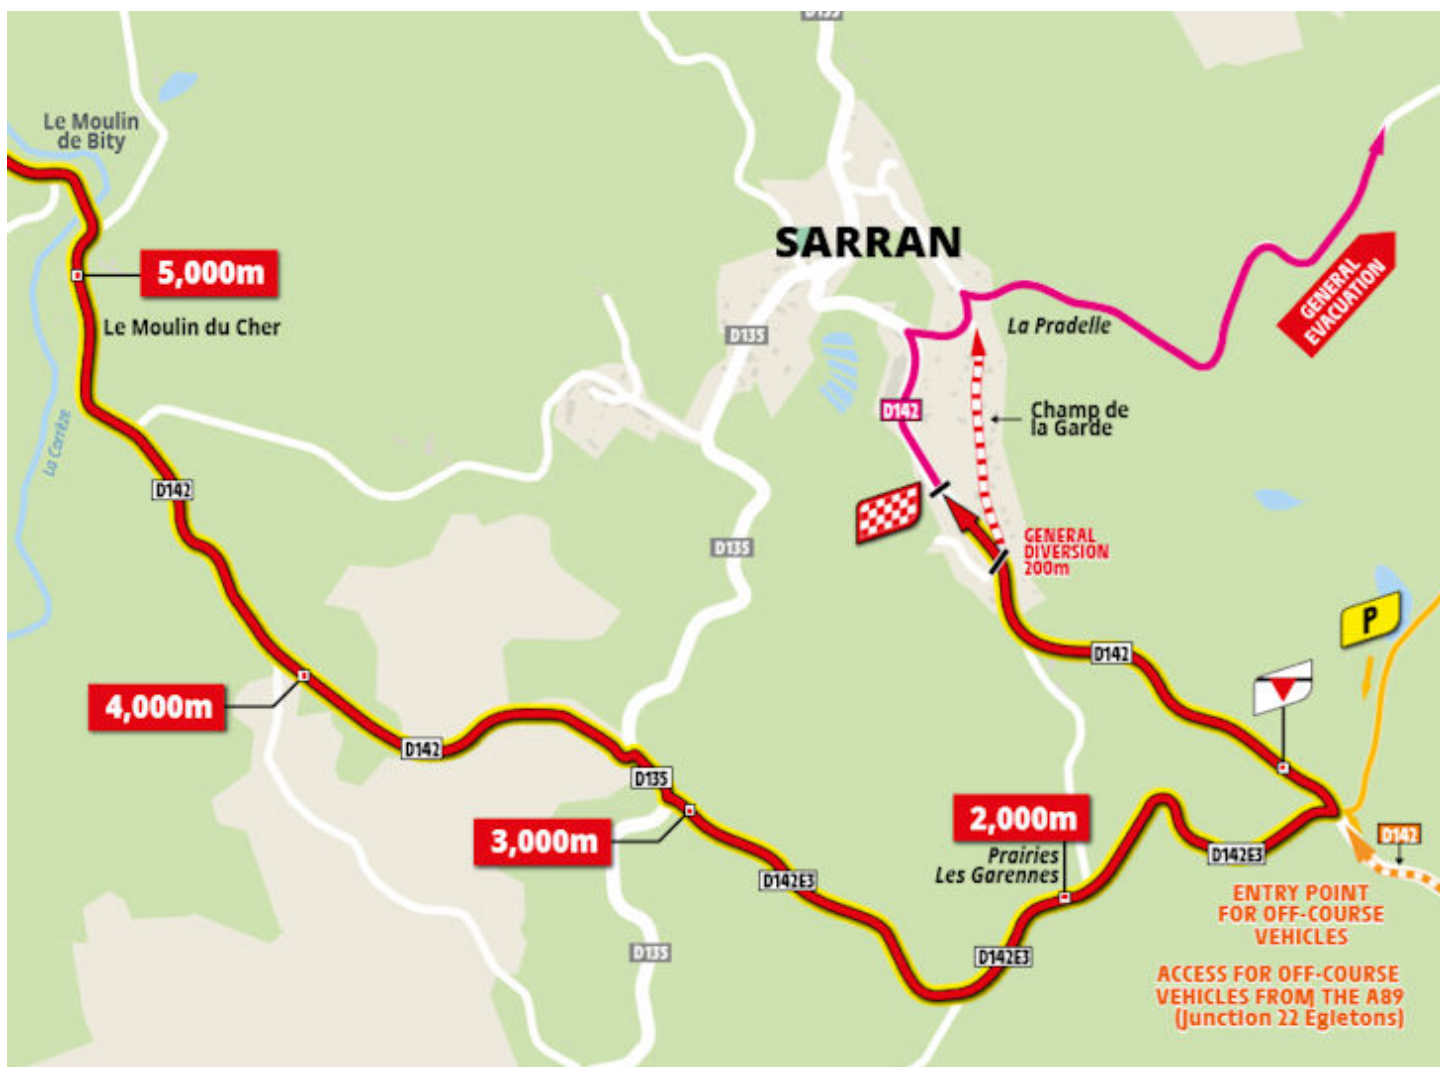 D135
Le Moulin
de Bity
SARRAN
5,000m
Le Moulin du Cher
La Pradelle
GENERAL
EVACUATION
D135
D142
Champ de
la Garde
La Corrèze
D142
D135
GENERAL
DIVERSION
200m
P
D142
4,000m
D142
D135
3,000m
2,000m
Prairies
Les Garennes
D142
D142E3
D142E3
D142E3
D135
ENTRY POINT
FOR OFF-COURSE
VEHICLES
ACCESS FOR OFF-COURSE
VEHICLES FROM THE A89
(Junction 22 Egletons)